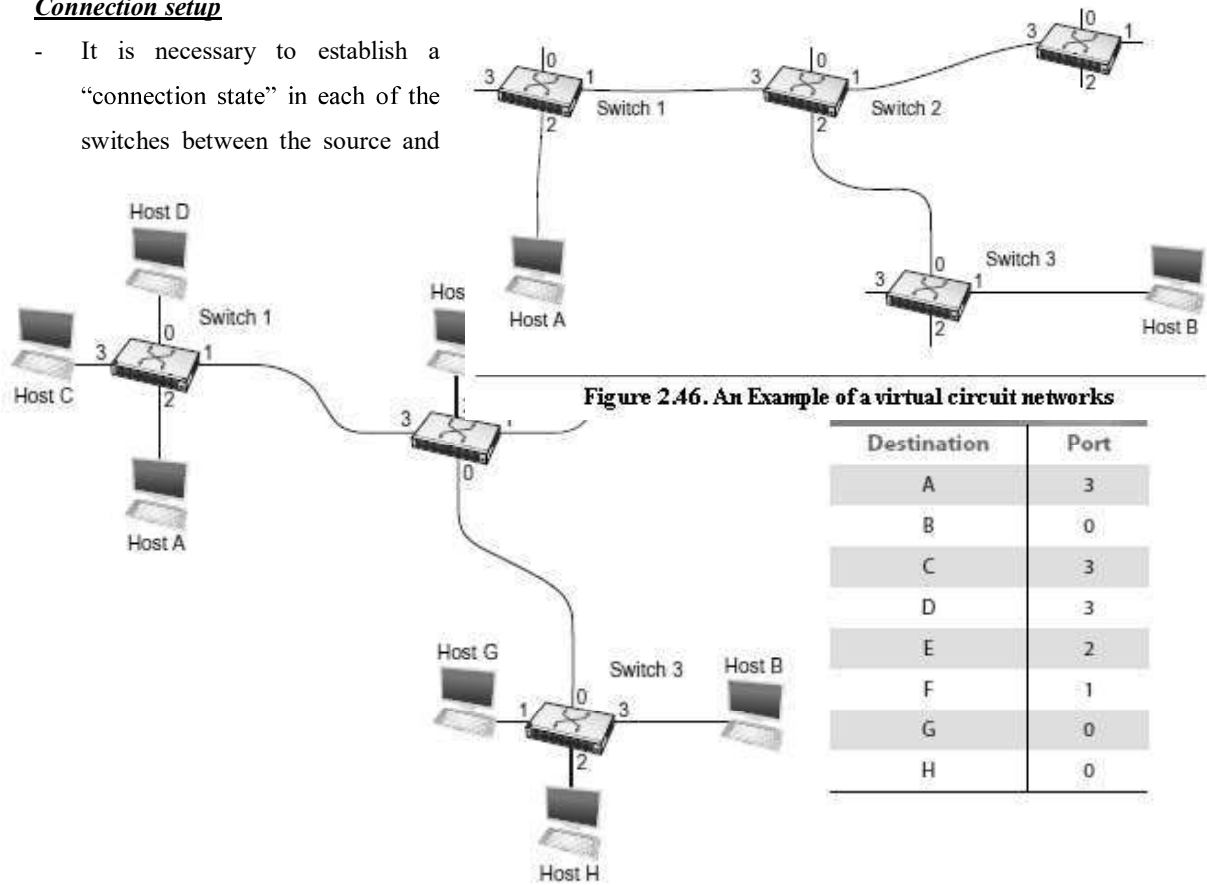 Connection setup
- It is necessary to establish a
“connection state” in each of the
switches between the source and
0
3 1
2
0
3 1
Switch 1
2
0
3 1
Switch 2
2
Host A
0
Switch 3
3 1
2
Host B
Figure 2.46. An Example of a virtual circuit networks
Host D
Switch 1
0
3 1
Host C
2
Host A
Hos
3
0
Host G
Switch 3
Host B
0
1 3
2
Host H
Destination Port
A 3
B 0
C 3
D 3
E 2
F 1
G 0
H 0